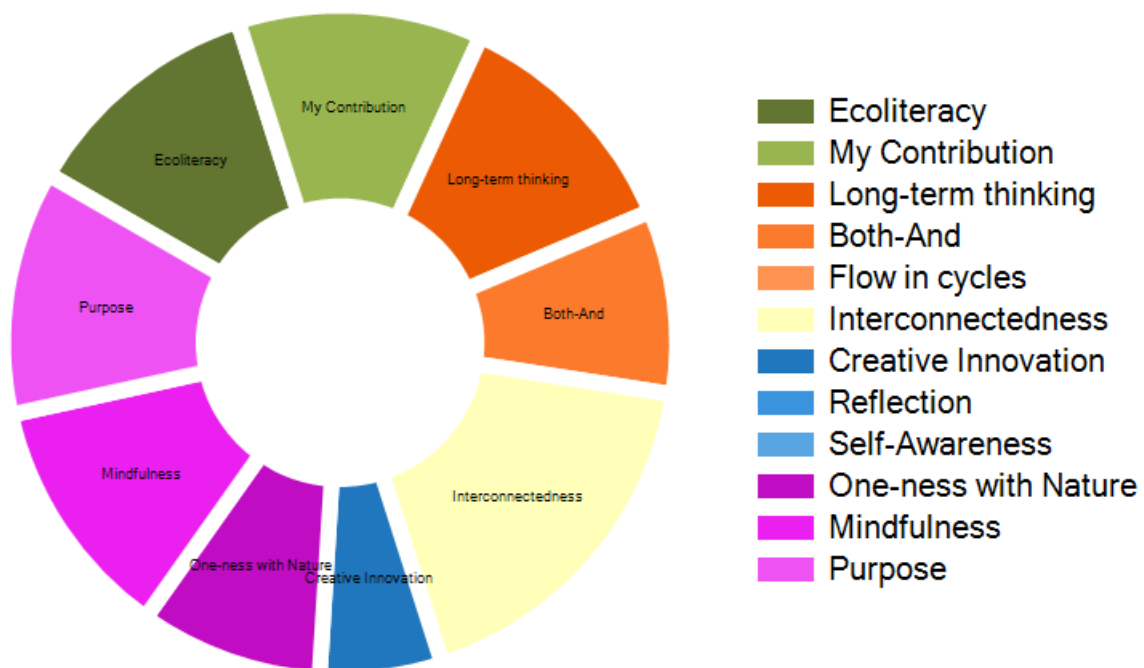 My Contribution
Ecoliteracy
Long-term thinking
Purpose
Both-And
Mindfulness
Interconnectedness
One-ness with Nature
Creative Innovation
Ecoliteracy
My Contribution
Long-term thinking
Both-And
Flow in cycles
Interconnectedness
Creative Innovation
Reflection
Self-Awareness
One-ness with Nature
Mindfulness
Purpose